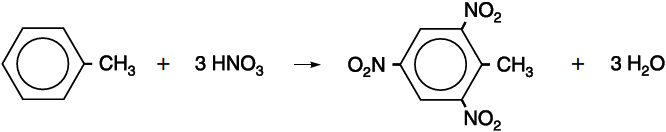 NO₂
CH₃ + 3 HNO₃ → O₂N CH₃ + 3 H₂O
NO₂